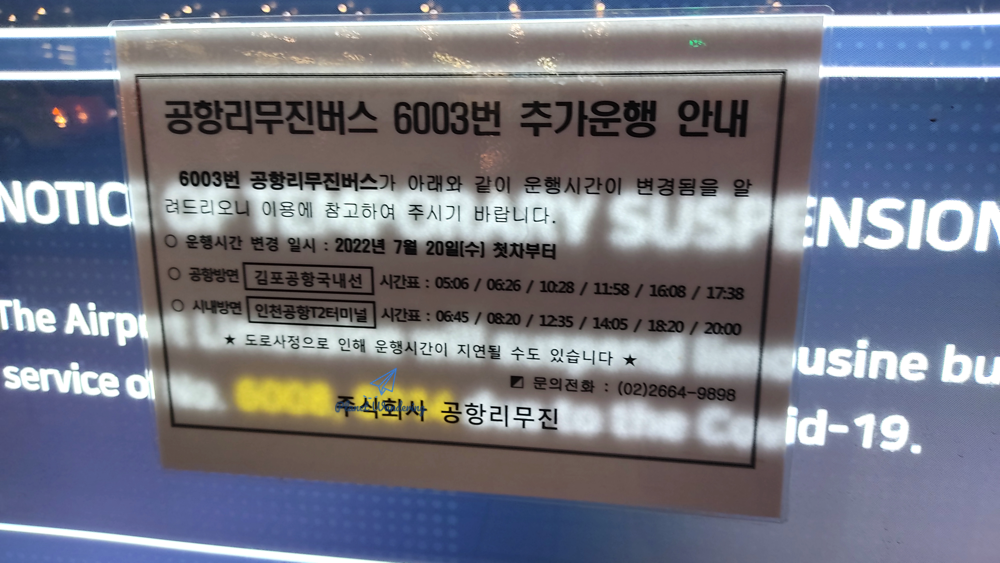 공항리무진버스 6003번 추가운행 안내
6003번 공항리무진버스가 아래와 같이 운행시간이 변경됨을 알
려드리오니 이용에 참고하여 주시기 바랍니다.
○ 운행시간 변경 일시 : 2022년 7월 20일(수) 첫차부터
○ 공항방면 김포공항국내선 시간표 : 05:06 / 06:26 / 10:28 / 11:58 / 16:08 / 17:38
○ 시내방면 인천공항T2터미널 시간표 : 06:45 / 08:20 / 12:35 / 14:05 / 18:20 / 20:00
★ 도로사정으로 인해 운행시간이 지연될 수도 있습니다 ★
◩ 문의전화 : (02)2664-9898
주식회사 공항리무진
NOTIC Y SUSPENSION
The Airp ousine bu
service o 6008 to the Covid-19.